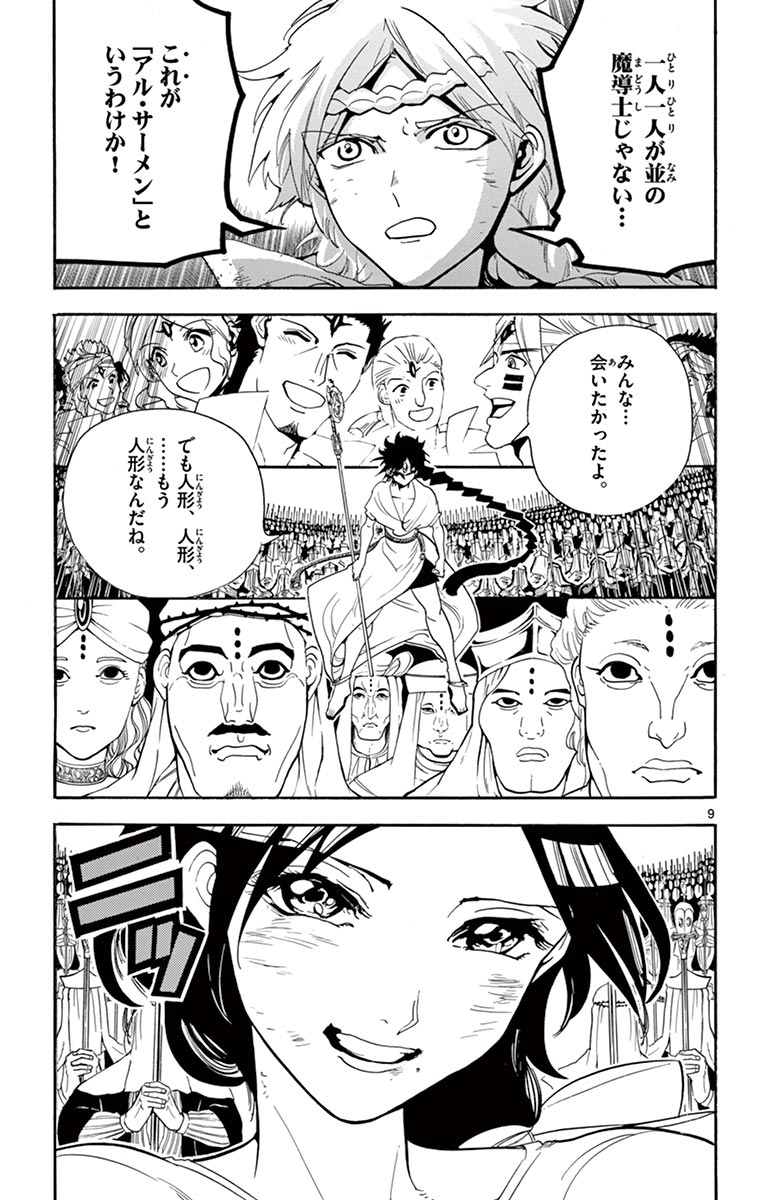 一人一人が並の
魔導士じゃない…
これが
「アル・サーメン」と
いうわけか!
みんな…
会いたかったよ。
でも人形、人形、
……もう
人形なんだね。
9
ニッ